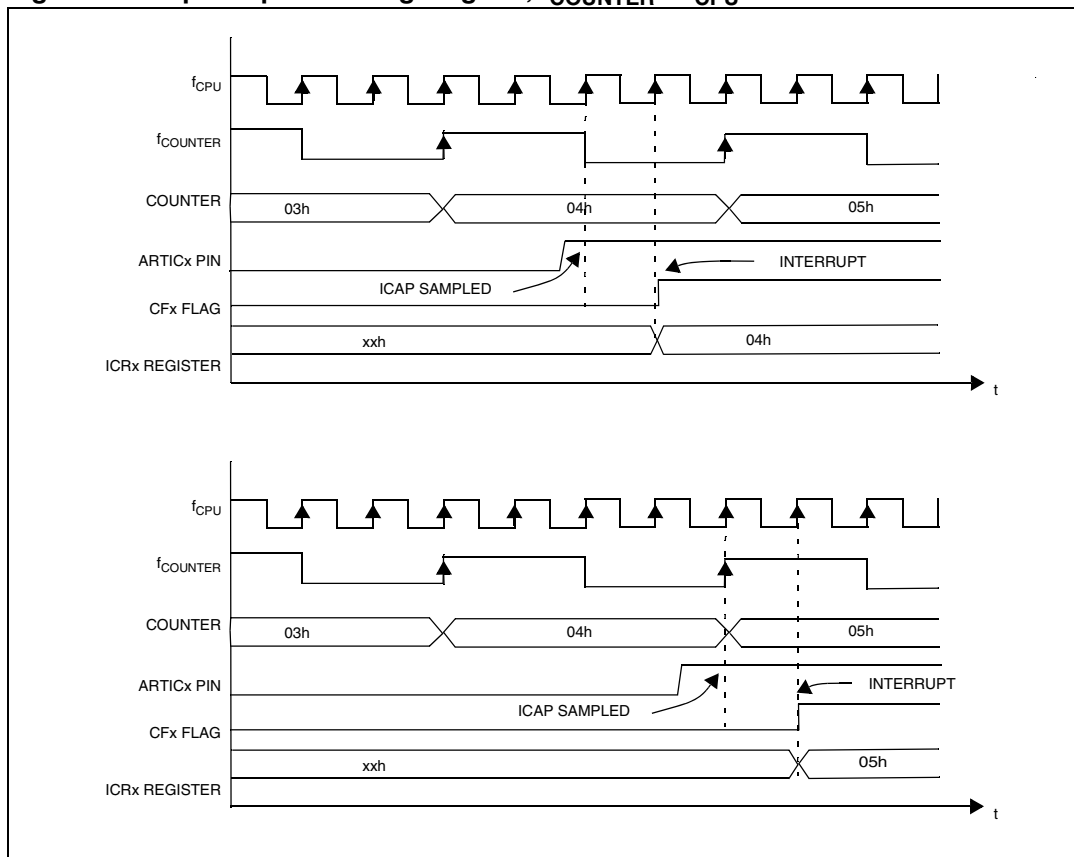 fCPU
fCOUNTER
COUNTER
03h
04h
05h
ARTICx PIN
INTERRUPT
ICAP SAMPLED
CFx FLAG
xxh
04h
ICRx REGISTER
t
fCPU
fCOUNTER
COUNTER
03h
04h
05h
ARTICx PIN
INTERRUPT
ICAP SAMPLED
CFx FLAG
xxh
05h
ICRx REGISTER
t